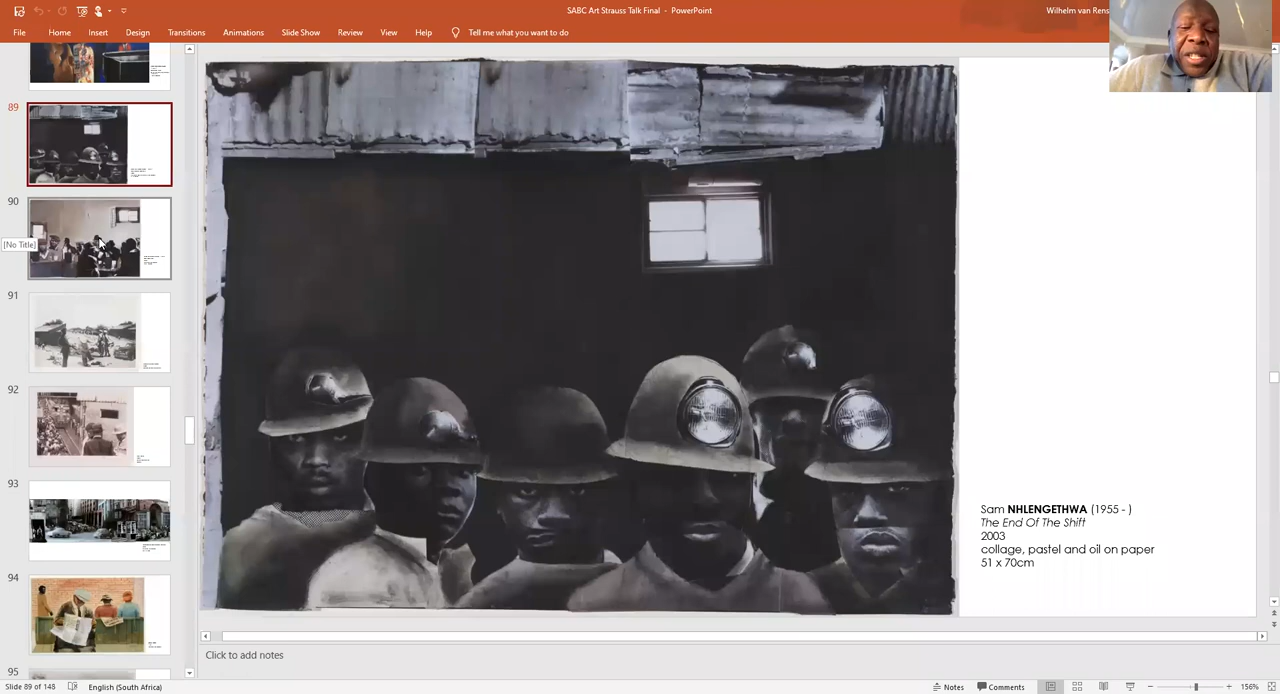 SABC Art Strauss Talk Final - PowerPoint
Wilhelm van Rens
File Home Insert Design Transitions Animations Slide Show Review View Help Tell me what you want to do
89
90
[No Title]
91
92
93
94
95
Sam NHLENGETHWA (1955 - )
The End Of The Shift
2003
collage, pastel and oil on paper
51 x 70cm
Click to add notes
Slide 89 of 148 English (South Africa) Notes Comments 156%